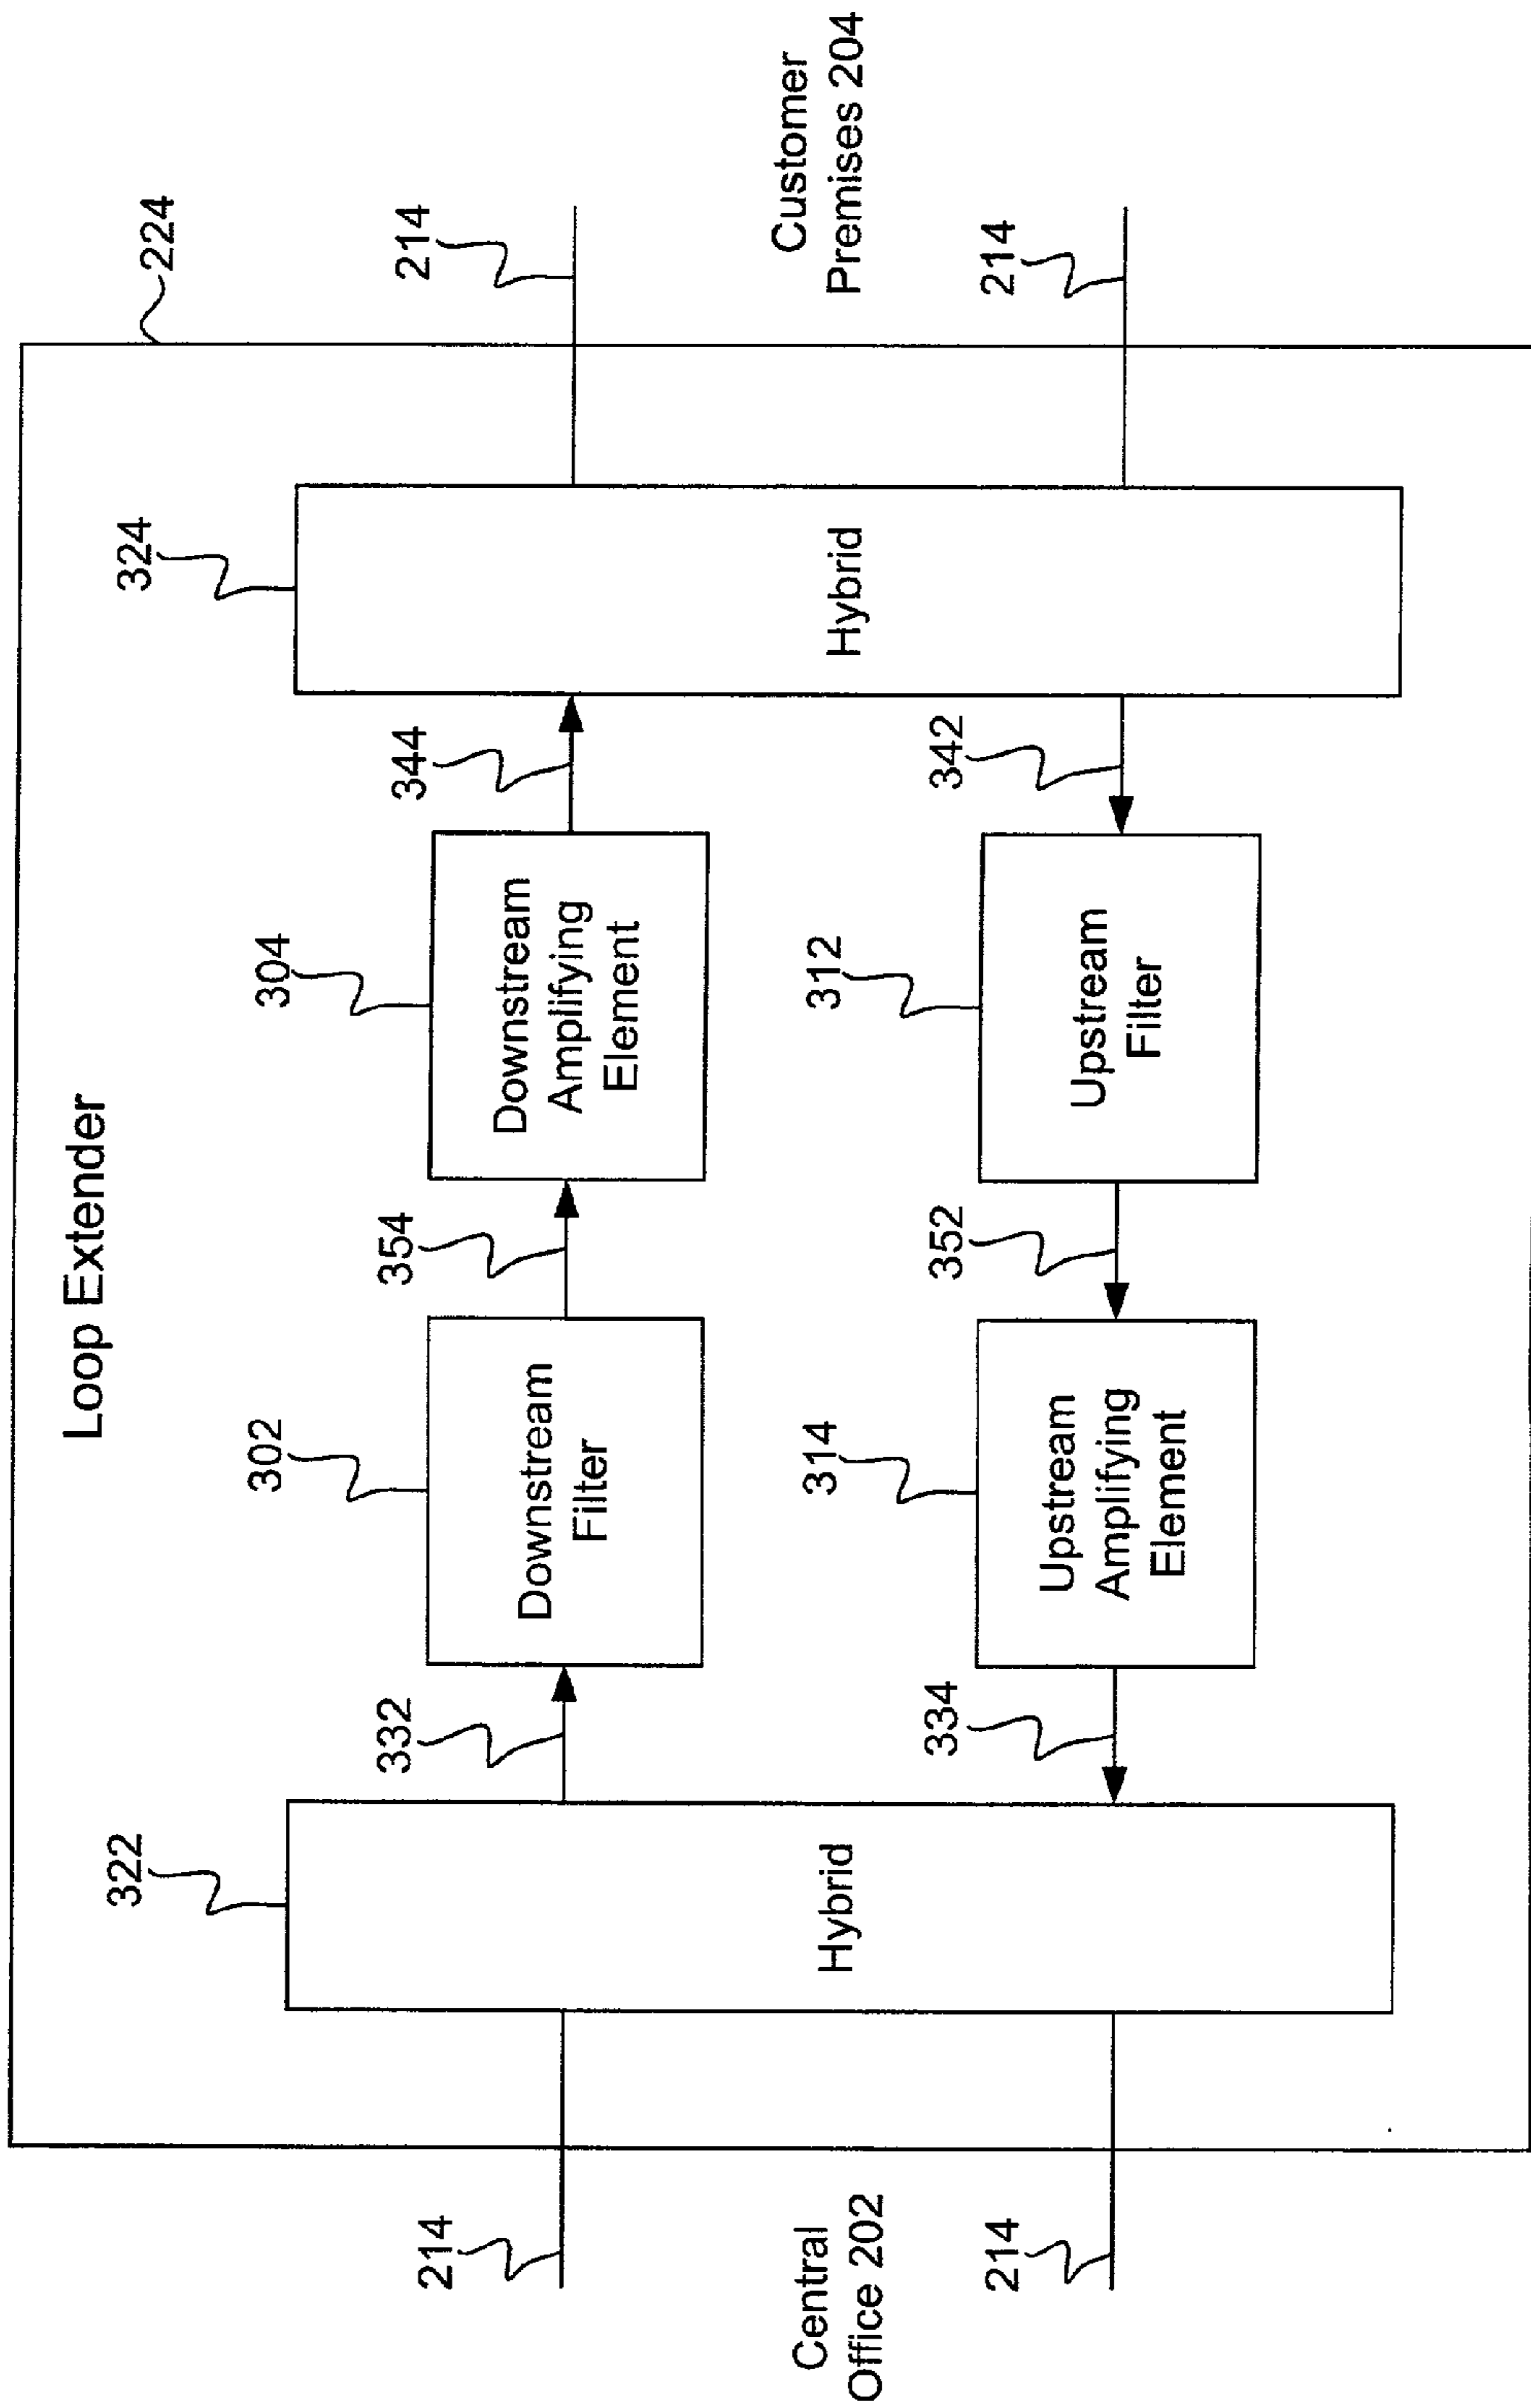 Loop Extender
224
322
324
302
304
332
354
344
214
214
Hybrid
Downstream
Filter
Downstream
Amplifying
Element
Hybrid
Central
Office 202
Customer
Premises 204
314
312
334
352
342
214
214
Upstream
Amplifying
Element
Upstream
Filter